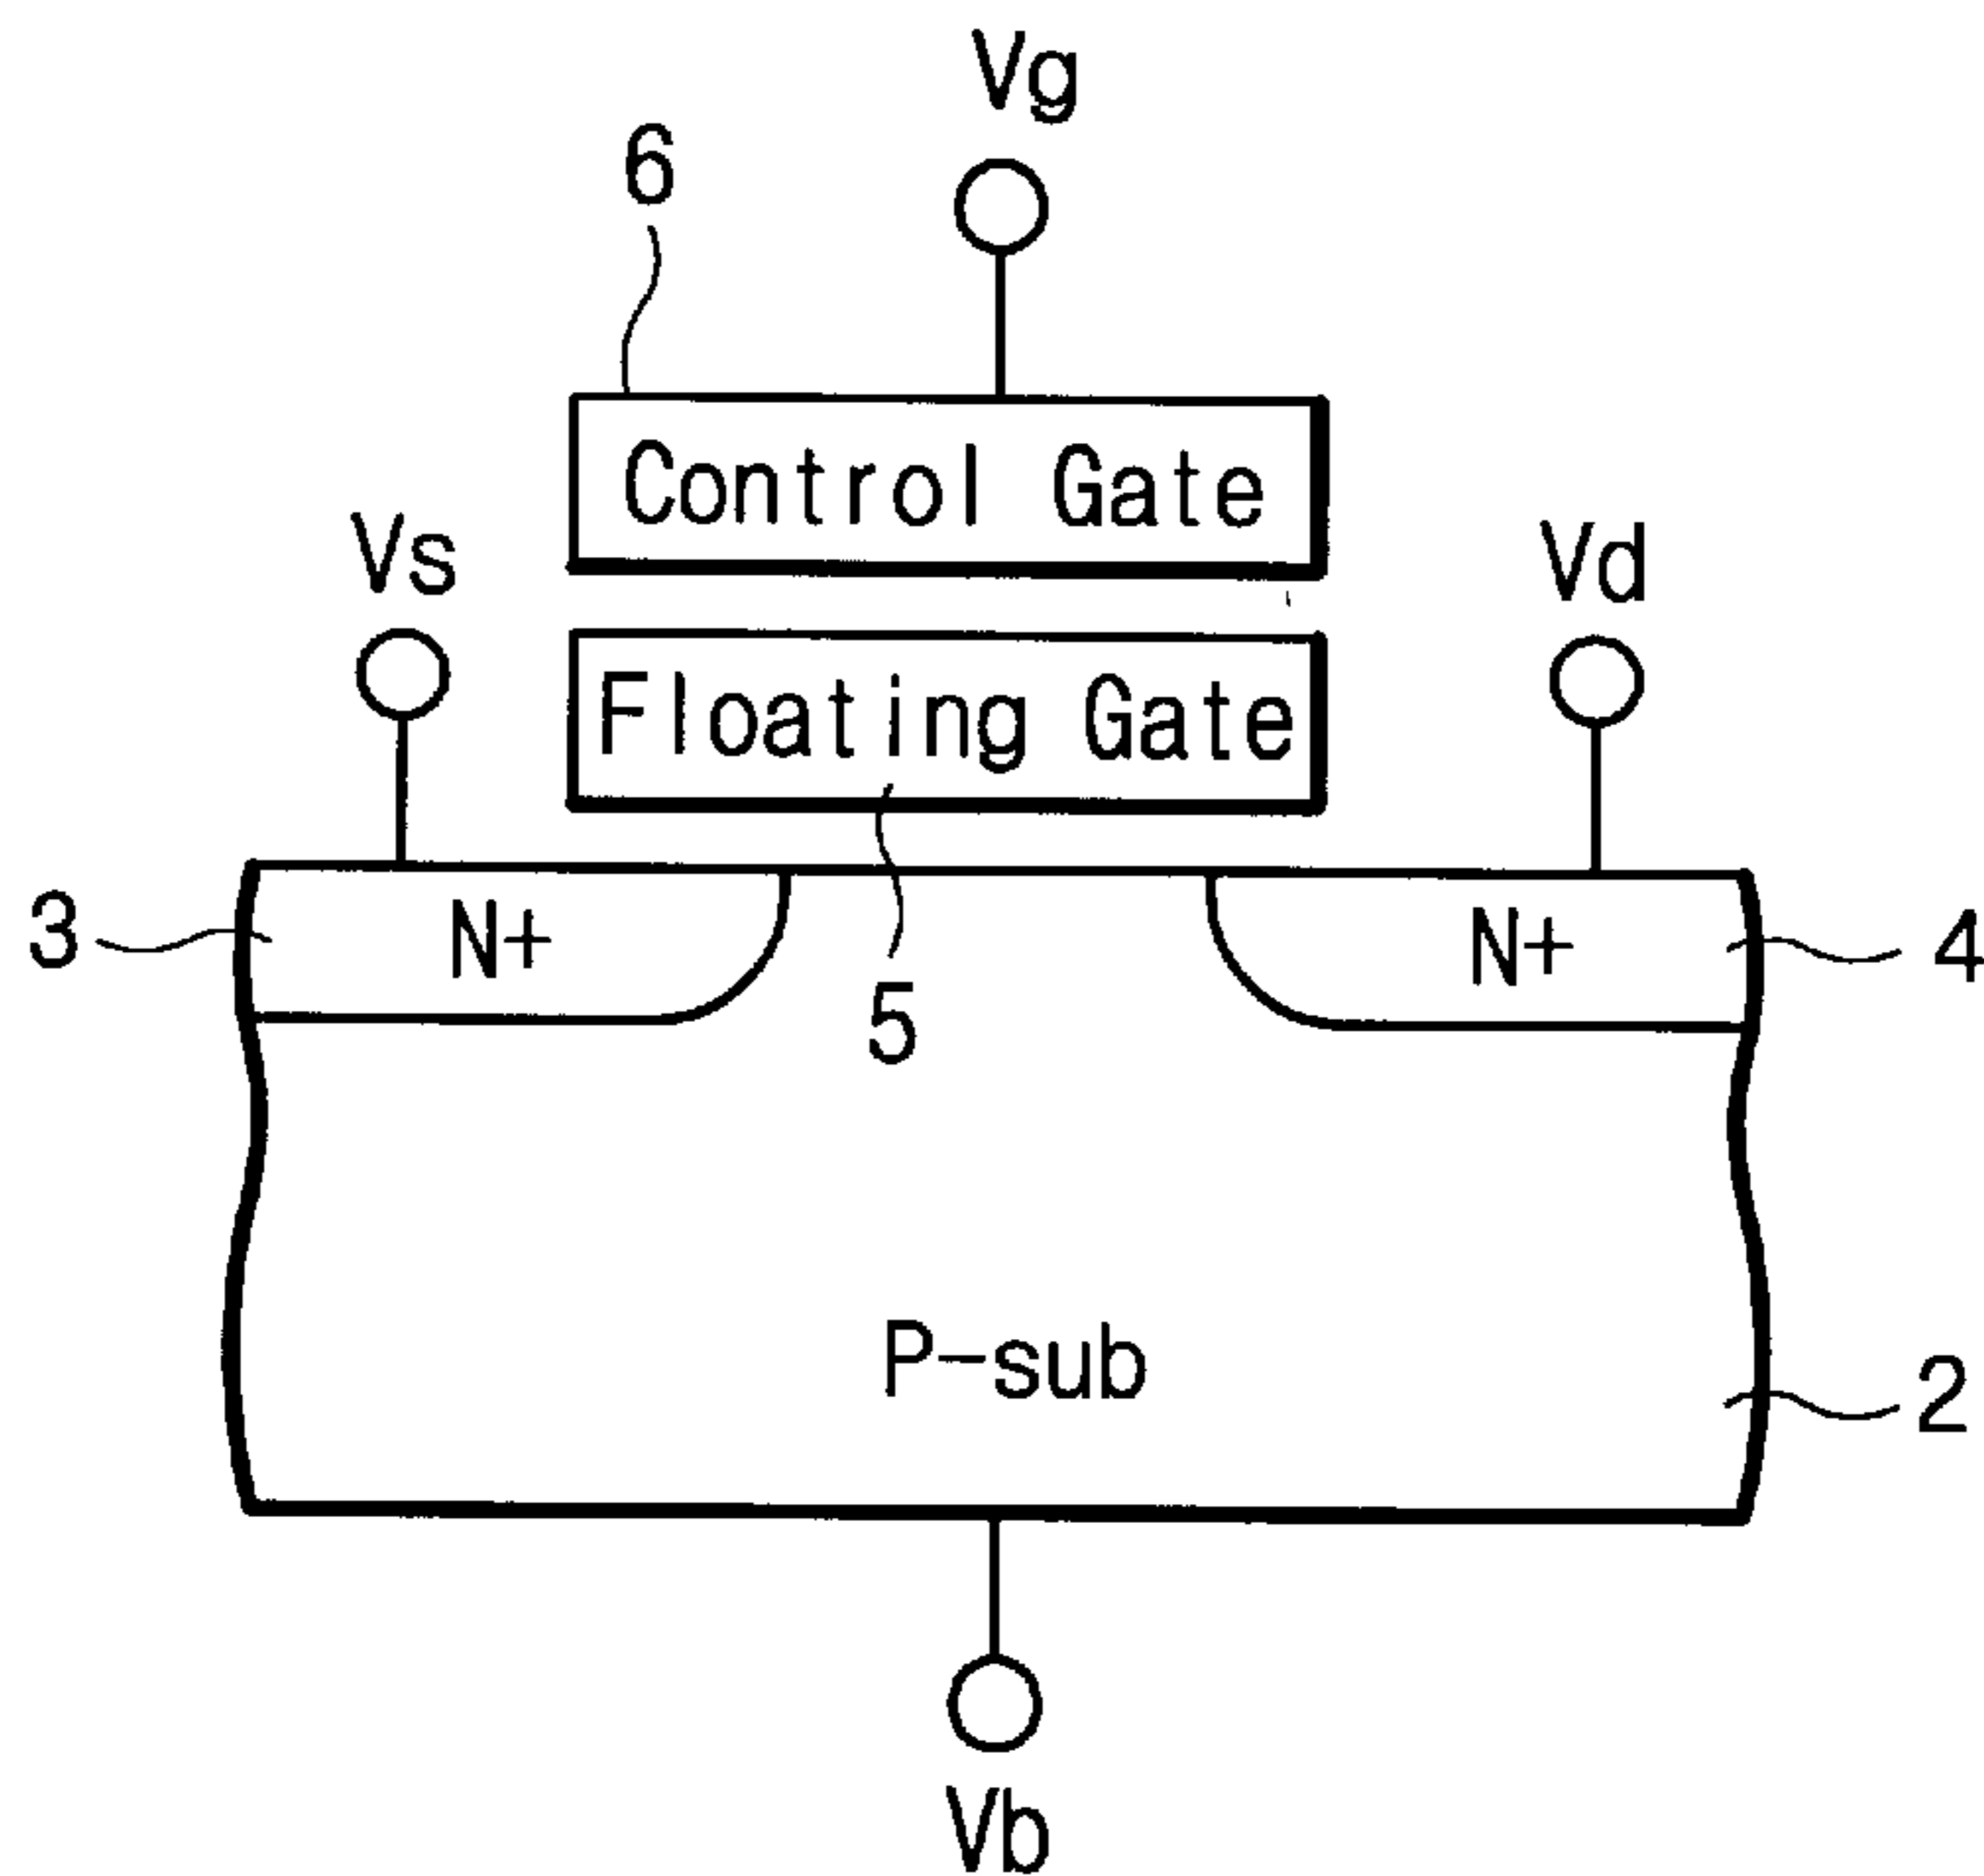 Vg
6
Control Gate
Vs
Vd
Floating Gate
3
N+
N+
4
5
P-sub
2
Vb